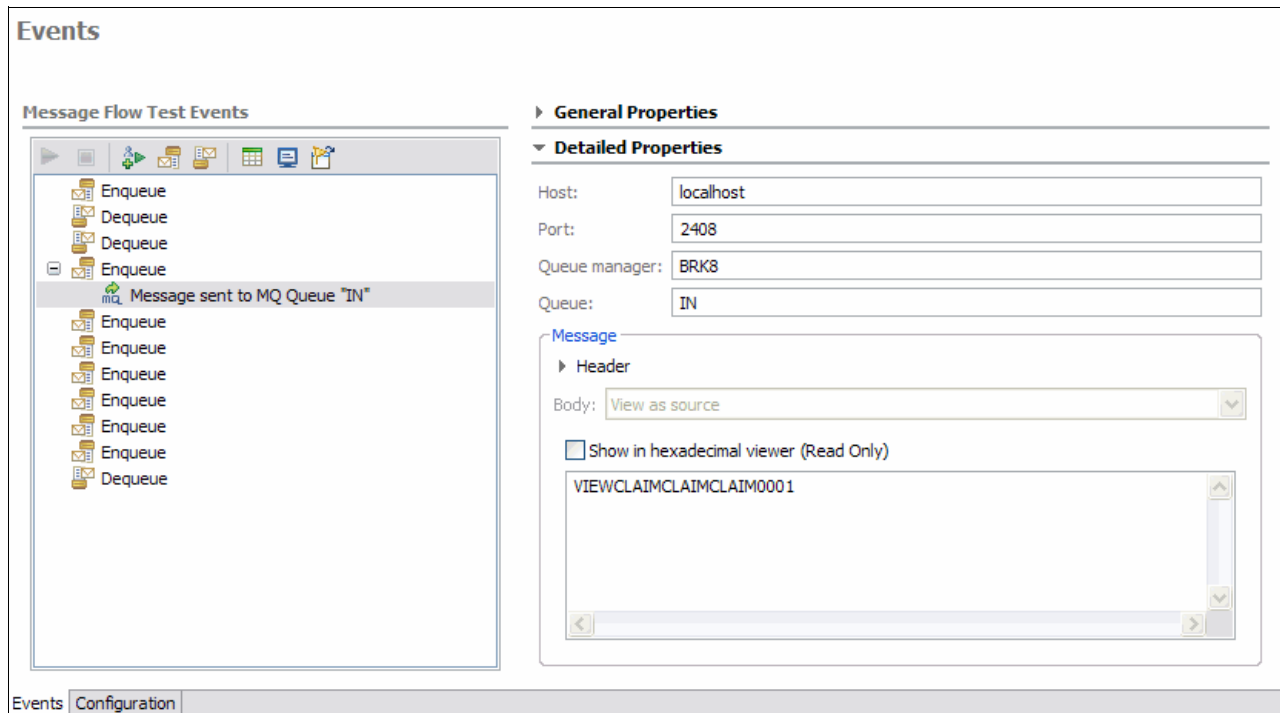 Events
Message Flow Test Events
Enqueue
Dequeue
Dequeue
Enqueue
Message sent to MQ Queue "IN"
Enqueue
Enqueue
Enqueue
Enqueue
Enqueue
Enqueue
Dequeue
General Properties
Detailed Properties
Host: localhost
Port: 2408
Queue manager: BRK8
Queue: IN
Message
Header
Body: View as source
Show in hexadecimal viewer (Read Only)
VIEWCLAIMCLAIMCLAIM0001
Events Configuration